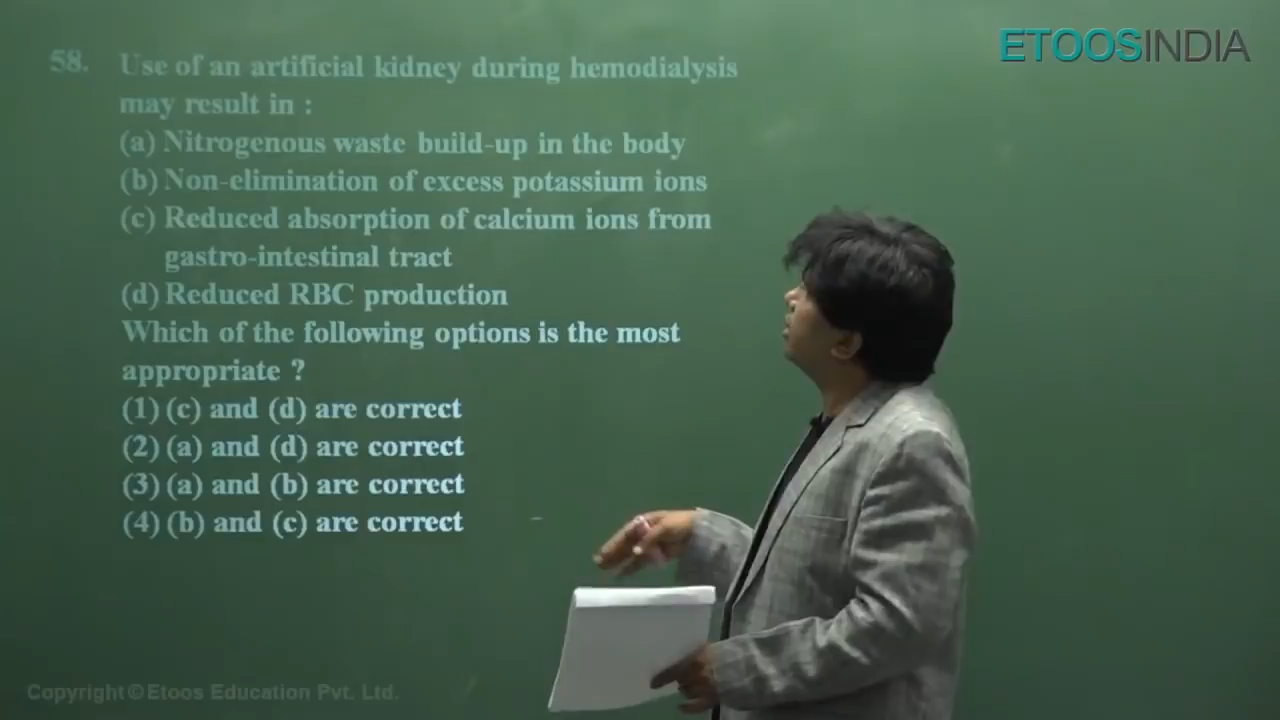 ETOOSINDIA
58. Use of an artificial kidney during hemodialysis
may result in :
(a) Nitrogenous waste build-up in the body
(b) Non-elimination of excess potassium ions
(c) Reduced absorption of calcium ions from
gastro-intestinal tract
(d) Reduced RBC production
Which of the following options is the most
appropriate ?
(1) (c) and (d) are correct
(2) (a) and (d) are correct
(3) (a) and (b) are correct
(4) (b) and (c) are correct
Copyright © Etoos Education Pvt. Ltd.